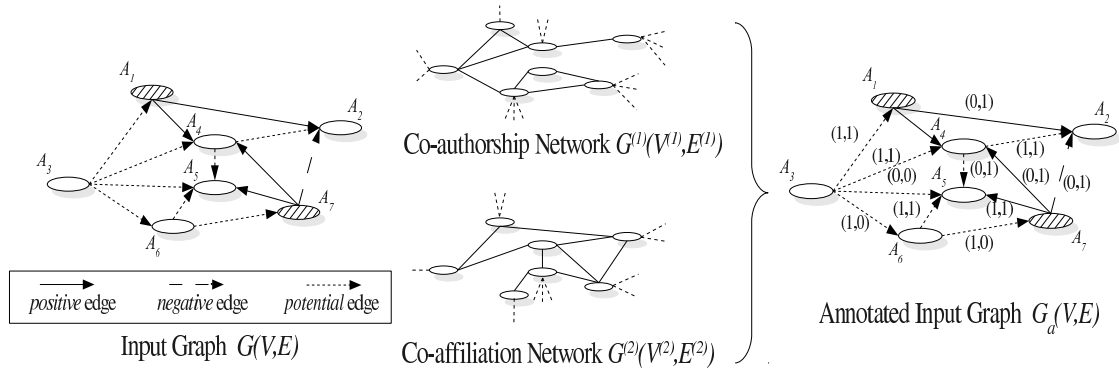 A1
A2
A4
A3
A5
A7
A6
positive edge
negative edge
potential edge
Input Graph G(V,E)
Co-authorship Network G(1)(V(1),E(1))
Co-affiliation Network G(2)(V(2),E(2))
A1
(0,1)
A2
A4
(1,1)
(1,1)
(1,1)
(0,0)
(0,1)
(0,1)
(0,1)
A3
A5
(1,0)
(1,1)
(1,1)
A7
A6
(1,0)
Annotated Input Graph Ga(V,E)